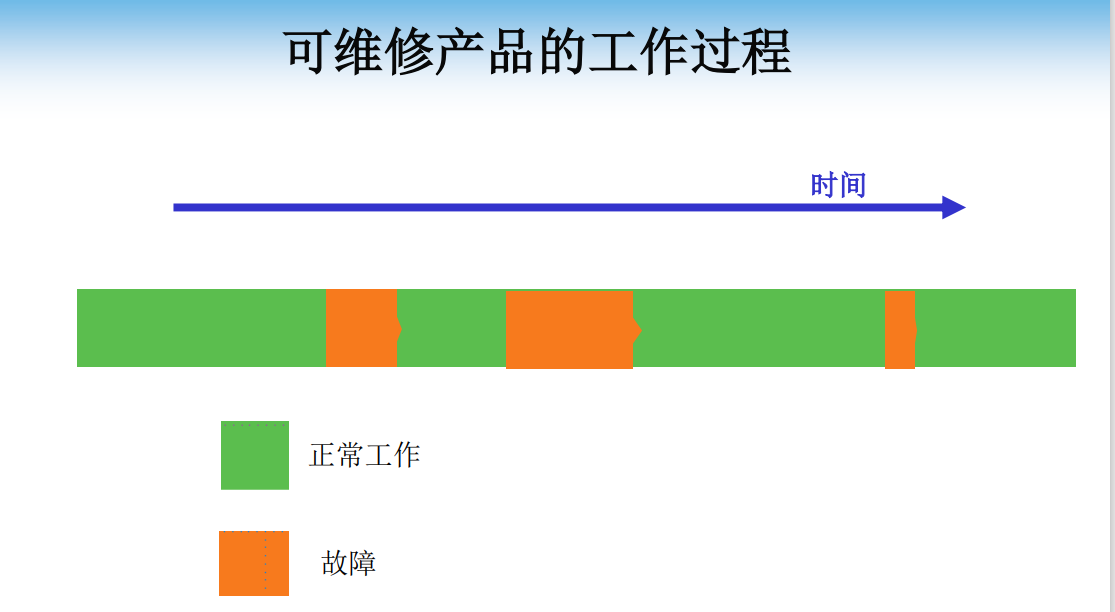 可维修产品的工作过程
时间
正常工作
故障